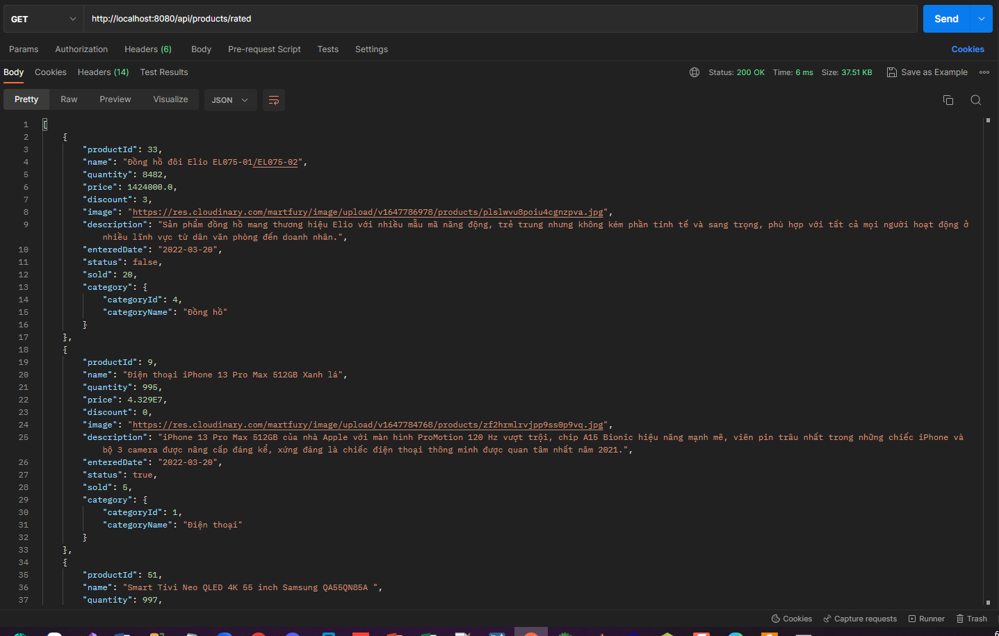 GET
http://localhost:8080/api/products/rated
Send
Params Authorization Headers (6) Body Pre-request Script Tests Settings Cookies
Body Cookies Headers (14) Test Results Status: 200 OK Time: 6 ms Size: 37.51 KB Save as Example
Pretty Raw Preview Visualize JSON
1 [
2 {
3 "productId": 33,
4 "name": "Đồng hồ đôi Elio EL075-01/EL075-02",
5 "quantity": 8482,
6 "price": 1424000.0,
7 "discount": 3,
8 "image": "https://res.cloudinary.com/martfury/image/upload/v1647786978/products/plslwvu8poiu4cgnzpva.jpg",
9 "description": "Sản phẩm đồng hồ mang thương hiệu Elio với nhiều mẫu mã năng động, trẻ trung nhưng không kém phần tinh tế và sang trọng, phù hợp với tất cả mọi người hoạt động ở
nhiều lĩnh vực từ dân văn phòng đến doanh nhân.",
10 "enteredDate": "2022-03-20",
11 "status": false,
12 "sold": 20,
13 "category": {
14 "categoryId": 4,
15 "categoryName": "Đồng hồ"
16 }
17 },
18 {
19 "productId": 9,
20 "name": "Điện thoại iPhone 13 Pro Max 512GB Xanh lá",
21 "quantity": 995,
22 "price": 4.329E7,
23 "discount": 0,
24 "image": "https://res.cloudinary.com/martfury/image/upload/v1647784768/products/zf2hrmlrvjpp9ss0p9vq.jpg",
25 "description": "iPhone 13 Pro Max 512GB của nhà Apple với màn hình ProMotion 120 Hz vượt trội, chip A15 Bionic hiệu năng mạnh mẽ, viên pin trâu nhất trong những chiếc iPhone và
bộ 3 camera được nâng cấp đáng kể, xứng đáng là chiếc điện thoại thông minh được quan tâm nhất năm 2021.",
26 "enteredDate": "2022-03-20",
27 "status": true,
28 "sold": 5,
29 "category": {
30 "categoryId": 1,
31 "categoryName": "Điện thoại"
32 }
33 },
34 {
35 "productId": 51,
36 "name": "Smart Tivi Neo QLED 4K 55 inch Samsung QA55QN85A ",
37 "quantity": 997,
Cookies Capture requests Runner Trash